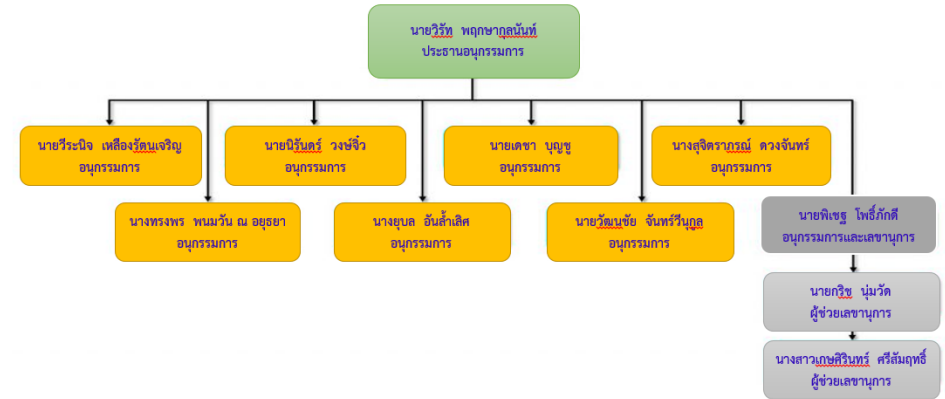 นายวิรัท พฤกษากุลนันท์
ประธานอนุกรรมการ
นายวีระนิจ เหลืองรัตนเจริญ
อนุกรรมการ
นายนิรันดร์ วงษ์จิ๋ว
อนุกรรมการ
นายเดชา บุญชู
อนุกรรมการ
นางสุจิตราภรณ์ ดวงจันทร์
อนุกรรมการ
นางทรงพร พนมวัน ณ อยุธยา
อนุกรรมการ
นางยุบล อันล้ำเลิศ
อนุกรรมการ
นายวัฒนชัย จันทร์วีนุกูล
อนุกรรมการ
นายพิเชฐ โพธิ์ภักดี
อนุกรรมการและเลขานุการ
นายกริช นุ่มวัด
ผู้ช่วยเลขานุการ
นางสาวเกษศิรินทร์ ศรีสัมฤทธิ์
ผู้ช่วยเลขานุการ